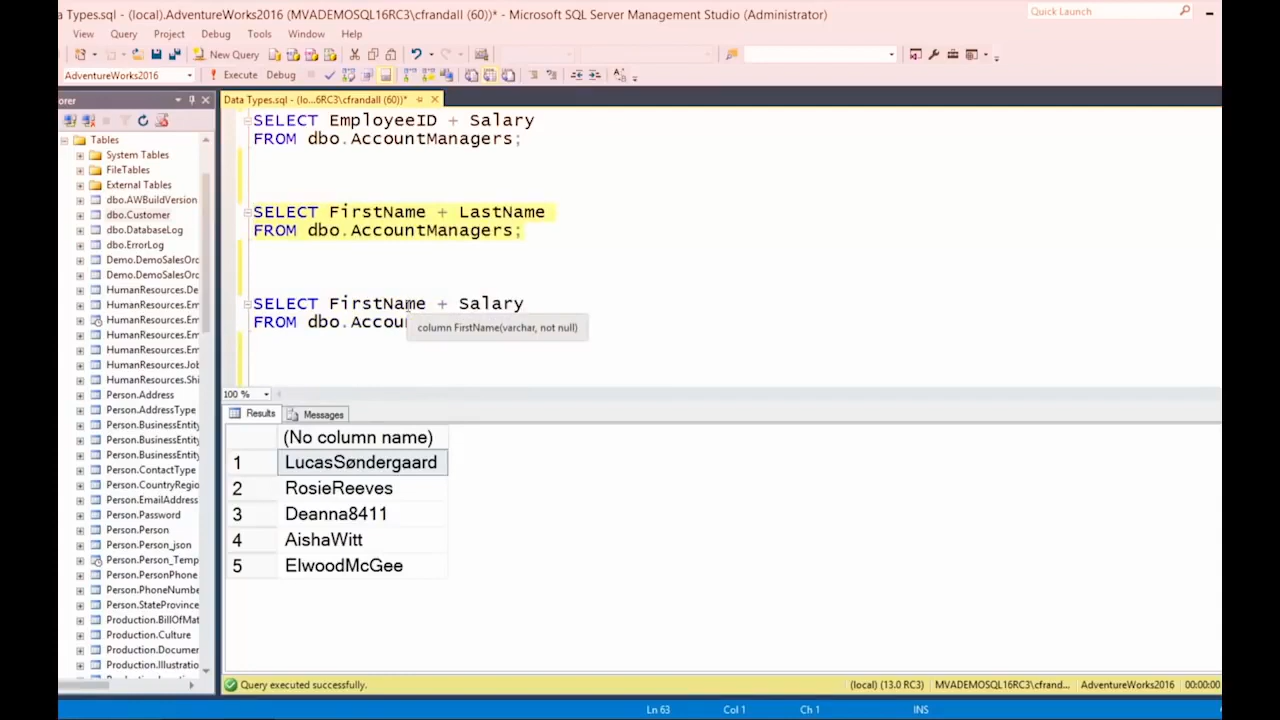 a Types.sql - (local).AdventureWorks2016 (MVADEMOSQL16RC3\cfrandall (60))* - Microsoft SQL Server Management Studio (Administrator)
Quick Launch
View Query Project Debug Tools Window Help
New Query
AdventureWorks2016 Execute Debug
orer
Data Types.sql - (lo...6RC3\cfrandall (60))*
Tables
System Tables
FileTables
External Tables
dbo.AWBuildVersion
dbo.Customer
dbo.DatabaseLog
dbo.ErrorLog
Demo.DemoSalesOrc
Demo.DemoSalesOrc
HumanResources.De
HumanResources.Em
HumanResources.Em
HumanResources.Em
HumanResources.Em
HumanResources.Job
HumanResources.Shi
Person.Address
Person.AddressType
Person.BusinessEntity
Person.BusinessEntity
Person.BusinessEntity
Person.ContactType
Person.CountryRegio
Person.EmailAddress
Person.Password
Person.Person
Person.Person_json
Person.Person_Temp
Person.PersonPhone
Person.PhoneNumbe
Person.StateProvince
Production.BillOfMat
Production.Culture
Production.Documen
Production.Illustratio
SELECT EmployeeID + Salary
FROM dbo.AccountManagers;
SELECT FirstName + LastName
FROM dbo.AccountManagers;
SELECT FirstName + Salary
FROM dbo.Accoun
column FirstName(varchar, not null)
100 %
Results Messages
(No column name)
1 LucasSøndergaard
2 RosieReeves
3 Deanna8411
4 AishaWitt
5 ElwoodMcGee
Query executed successfully.
(local) (13.0 RC3) MVADEMOSQL16RC3\cfrand... AdventureWorks2016 00:00:00
Ln 63 Col 1 Ch 1 INS